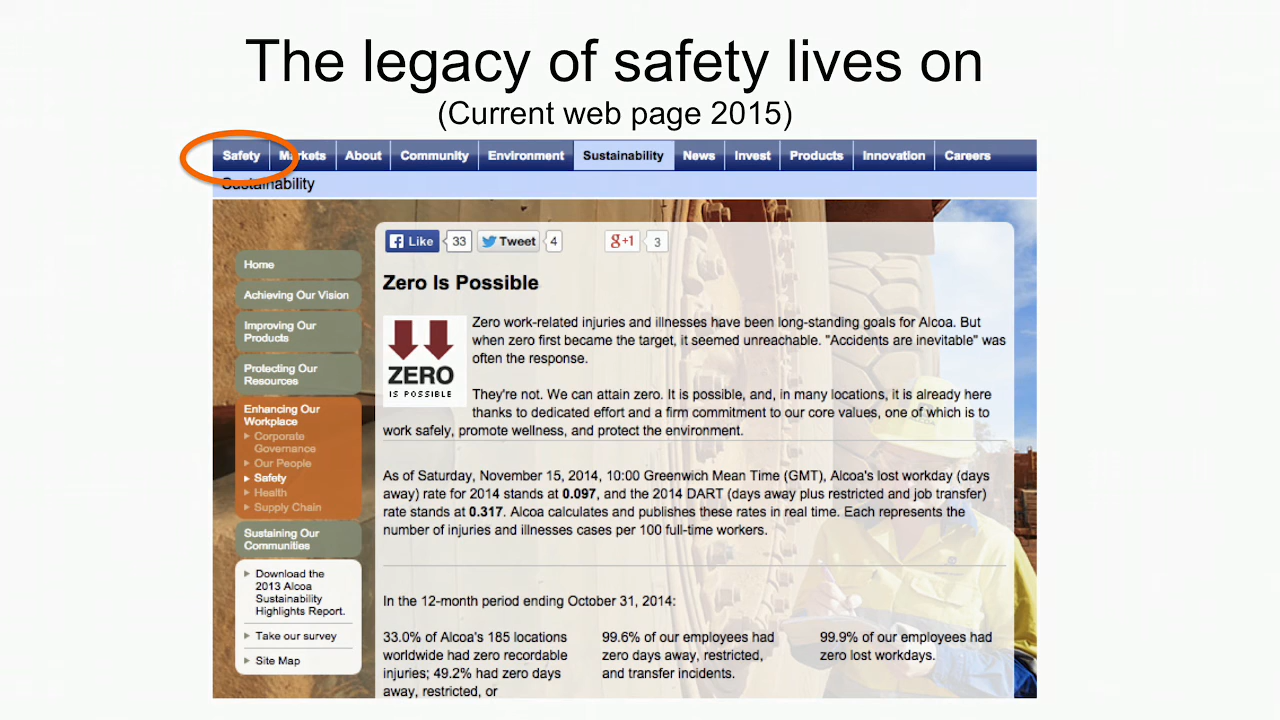 The legacy of safety lives on
(Current web page 2015)
Safety Markets About Community Environment Sustainability News Invest Products Innovation Careers
Sustainability
Like 33 Tweet 4 g+1 3
Home
Achieving Our Vision
Improving Our
Products
Protecting Our
Resources
Enhancing Our
Workplace
Corporate
Governance
Our People
Safety
Health
Supply Chain
Sustaining Our
Communities
Download the
2013 Alcoa
Sustainability
Highlights Report.
Take our survey
Site Map
Zero Is Possible
ZERO
IS POSSIBLE
Zero work-related injuries and illnesses have been long-standing goals for Alcoa. But
when zero first became the target, it seemed unreachable. "Accidents are inevitable" was
often the response.
They're not. We can attain zero. It is possible, and, in many locations, it is already here
thanks to dedicated effort and a firm commitment to our core values, one of which is to
work safely, promote wellness, and protect the environment.
As of Saturday, November 15, 2014, 10:00 Greenwich Mean Time (GMT), Alcoa's lost workday (days
away) rate for 2014 stands at 0.097, and the 2014 DART (days away plus restricted and job transfer)
rate stands at 0.317. Alcoa calculates and publishes these rates in real time. Each represents the
number of injuries and illnesses cases per 100 full-time workers.
In the 12-month period ending October 31, 2014:
33.0% of Alcoa's 185 locations
worldwide had zero recordable
injuries; 49.2% had zero days
away, restricted, or
99.6% of our employees had
zero days away, restricted,
and transfer incidents.
99.9% of our employees had
zero lost workdays.